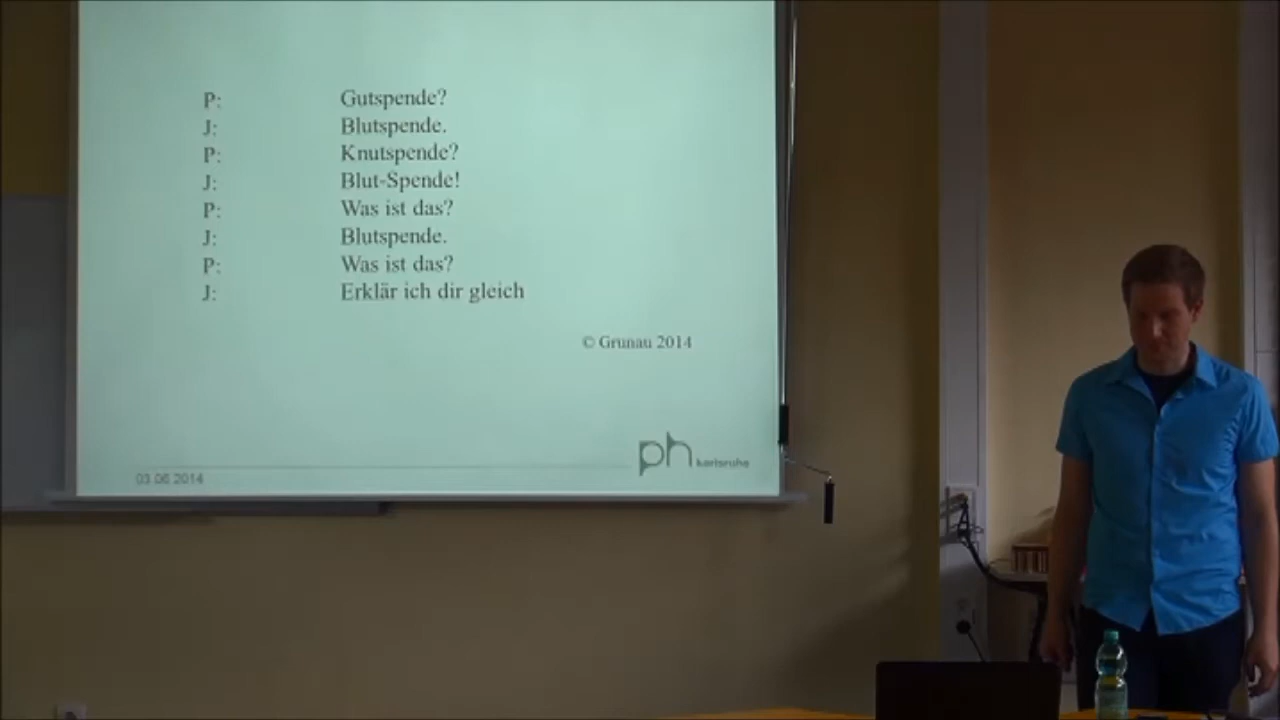 P: Gutspende?
J: Blutspende.
P: Knutspende?
J: Blut-Spende!
P: Was ist das?
J: Blutspende.
P: Was ist das?
J: Erklär ich dir gleich
© Grunau 2014
ph karlsruhe
03.06.2014